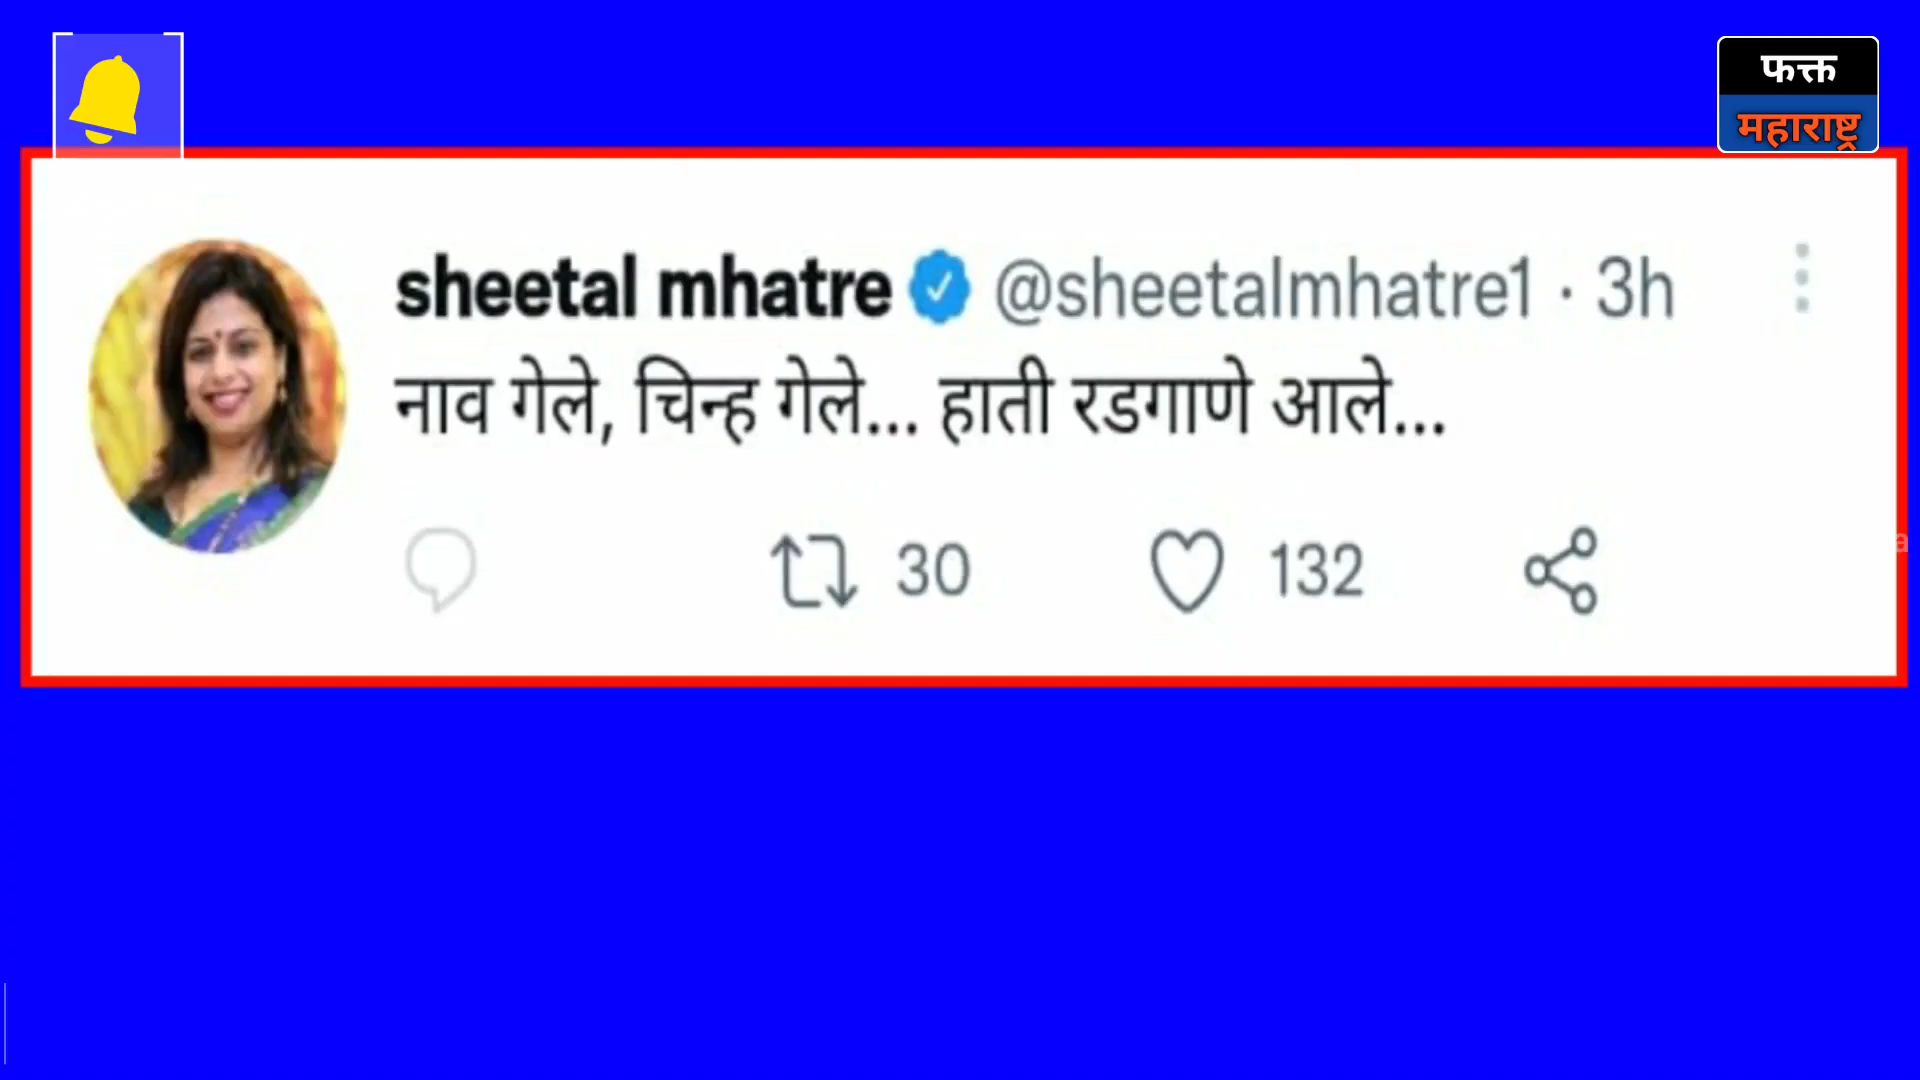 फक्त
महाराष्ट्र
sheetal mhatre @sheetalmhatre1 · 3h
नाव गेले, चिन्ह गेले... हाती रडगाणे आले...
30 132